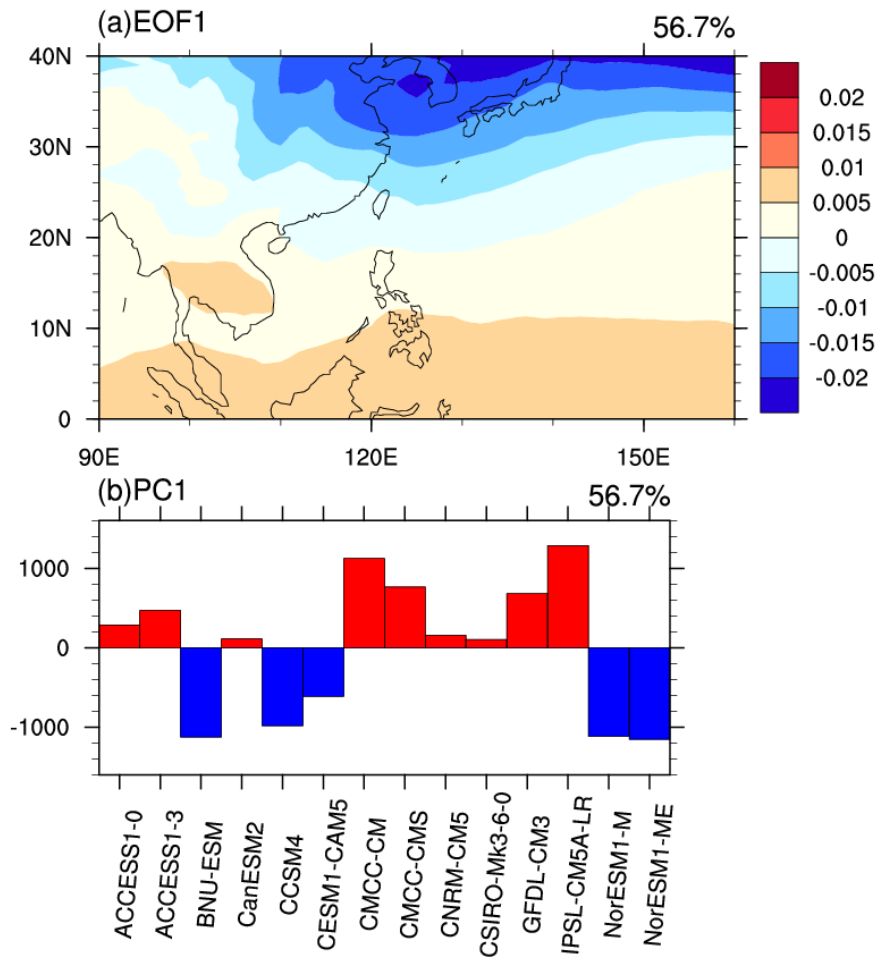 (a)EOF1
56.7%
40N
30N
20N
10N
0
90E
120E
150E
0.02
0.015
0.01
0.005
0
-0.005
-0.01
-0.015
-0.02
(b)PC1
56.7%
1000
0
-1000
ACCESS1-0
ACCESS1-3
BNU-ESM
CanESM2
CCSM4
CESM1-CAM5
CMCC-CM
CMCC-CMS
CNRM-CM5
CSIRO-Mk3-6-0
GFDL-CM3
IPSL-CM5A-LR
NorESM1-M
NorESM1-ME